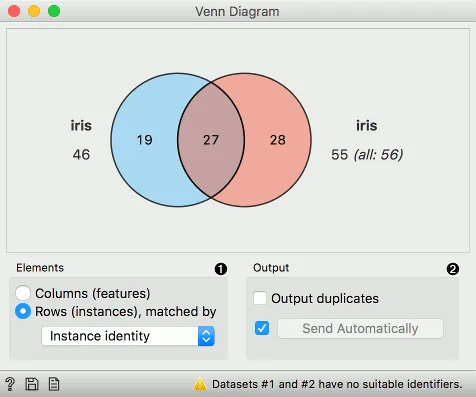 Venn Diagram
iris
46
19
27
28
iris
55 (all: 56)
Elements
❶
Columns (features)
Rows (instances), matched by
Instance identity
Output
❷
Output duplicates
Send Automatically
?
Datasets #1 and #2 have no suitable identifiers.